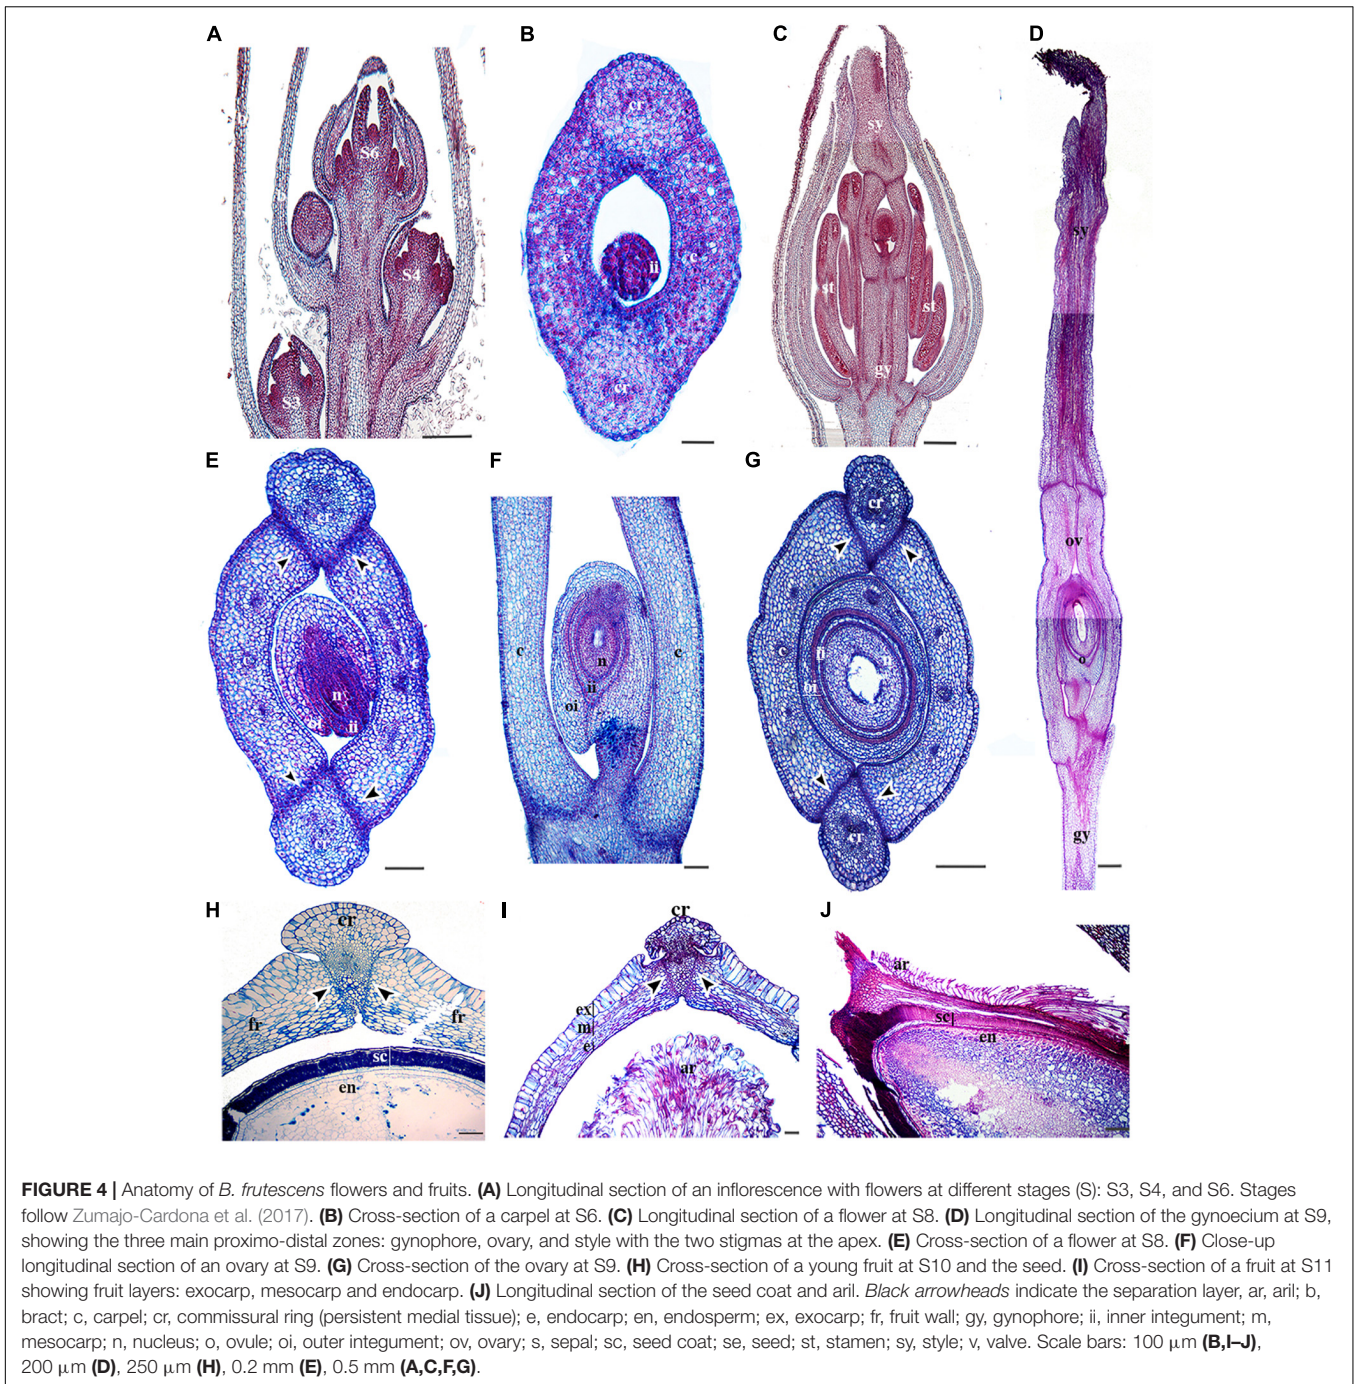 A
B
C
D
S6
S4
S3
cr
c
ii
c
cr
sy
st
st
gy
sy
ov
o
gy
E
F
G
cr
c
c
n
oi
ii
cr
c
c
n
ii
oi
cr
c
ii
n
oi
cr
H
I
J
cr
fr
fr
sc
en
cr
ex
m
e
ar
ar
sc
en
FIGURE 4 | Anatomy of B. frutescens flowers and fruits. (A) Longitudinal section of an inflorescence with flowers at different stages (S): S3, S4, and S6. Stages
follow Zumajo-Cardona et al. (2017). (B) Cross-section of a carpel at S6. (C) Longitudinal section of a flower at S8. (D) Longitudinal section of the gynoecium at S9,
showing the three main proximo-distal zones: gynophore, ovary, and style with the two stigmas at the apex. (E) Cross-section of a flower at S8. (F) Close-up
longitudinal section of an ovary at S9. (G) Cross-section of the ovary at S9. (H) Cross-section of a young fruit at S10 and the seed. (I) Cross-section of a fruit at S11
showing fruit layers: exocarp, mesocarp and endocarp. (J) Longitudinal section of the seed coat and aril. Black arrowheads indicate the separation layer, ar, aril; b,
bract; c, carpel; cr, commissural ring (persistent medial tissue); e, endocarp; en, endosperm; ex, exocarp; fr, fruit wall; gy, gynophore; ii, inner integument; m,
mesocarp; n, nucleus; o, ovule; oi, outer integument; ov, ovary; s, sepal; sc, seed coat; se, seed; st, stamen; sy, style; v, valve. Scale bars: 100 μm (B,I–J),
200 μm (D), 250 μm (H), 0.2 mm (E), 0.5 mm (A,C,F,G).